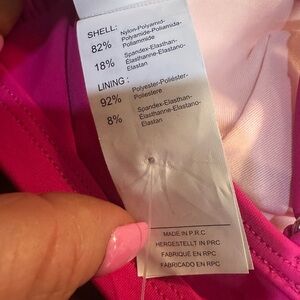 SHELL:
82% Nylon-Polyamid-
Polyamide-Poliamida-
Poliammide
18% Spandex-Elasthan-
Elasthanne-Elastano-
Elastan
LINING :
92% Polyester-Poliéster-
Poliestere
8% Spandex-Elasthan-
Elasthanne-Elastano-
Elastan
MADE IN P.R.C
HERGESTELLT IN PRC
FABRIQUÉ EN RPC
FABRICADO EN RPC